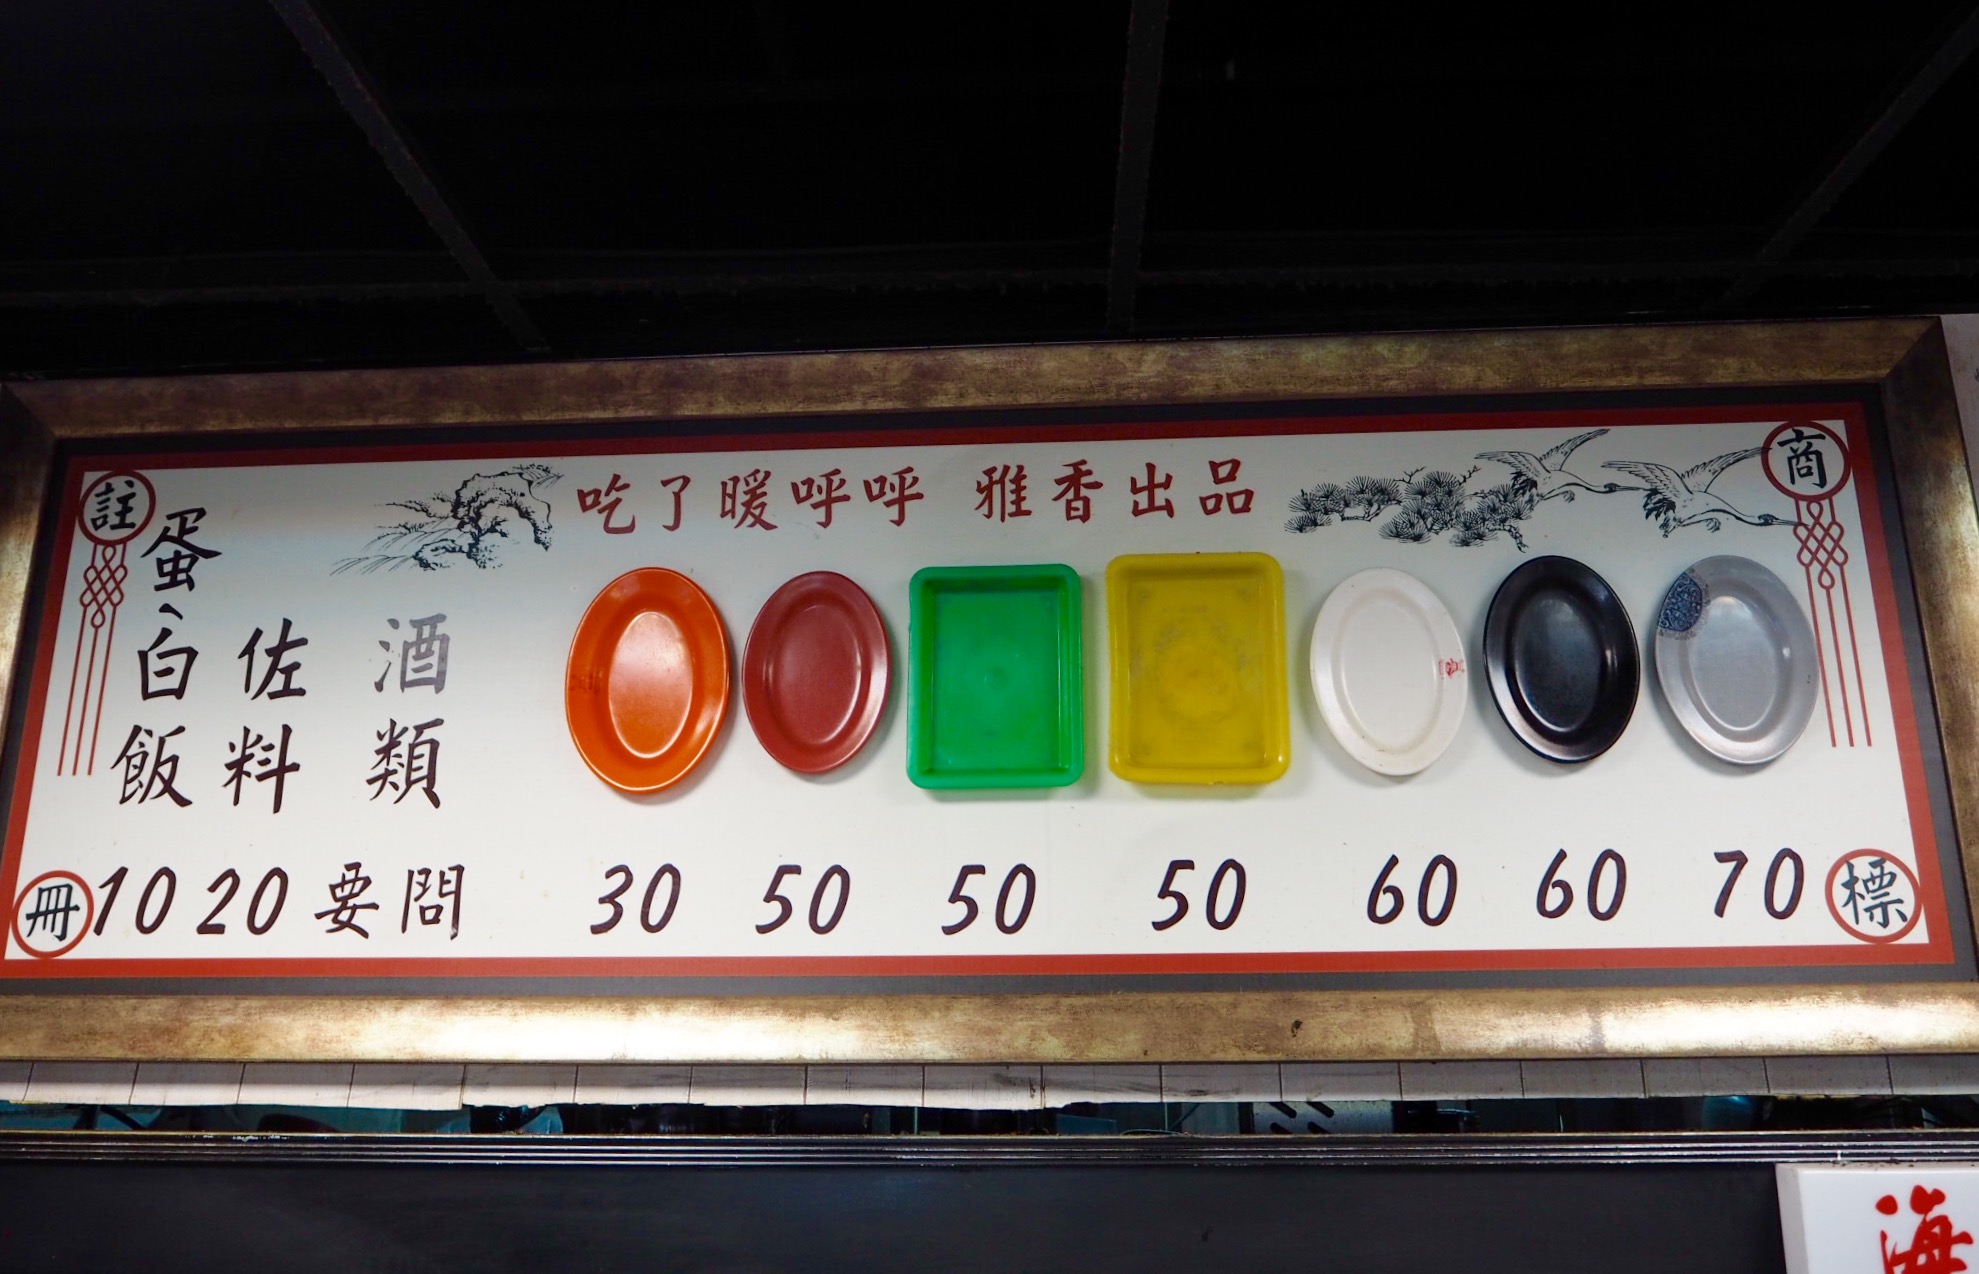 吃了暖呼呼 雅香出品
註
商
蛋、白飯
佐料
酒類
10 20 要問 30 50 50 50 60 60 70
冊
標
海